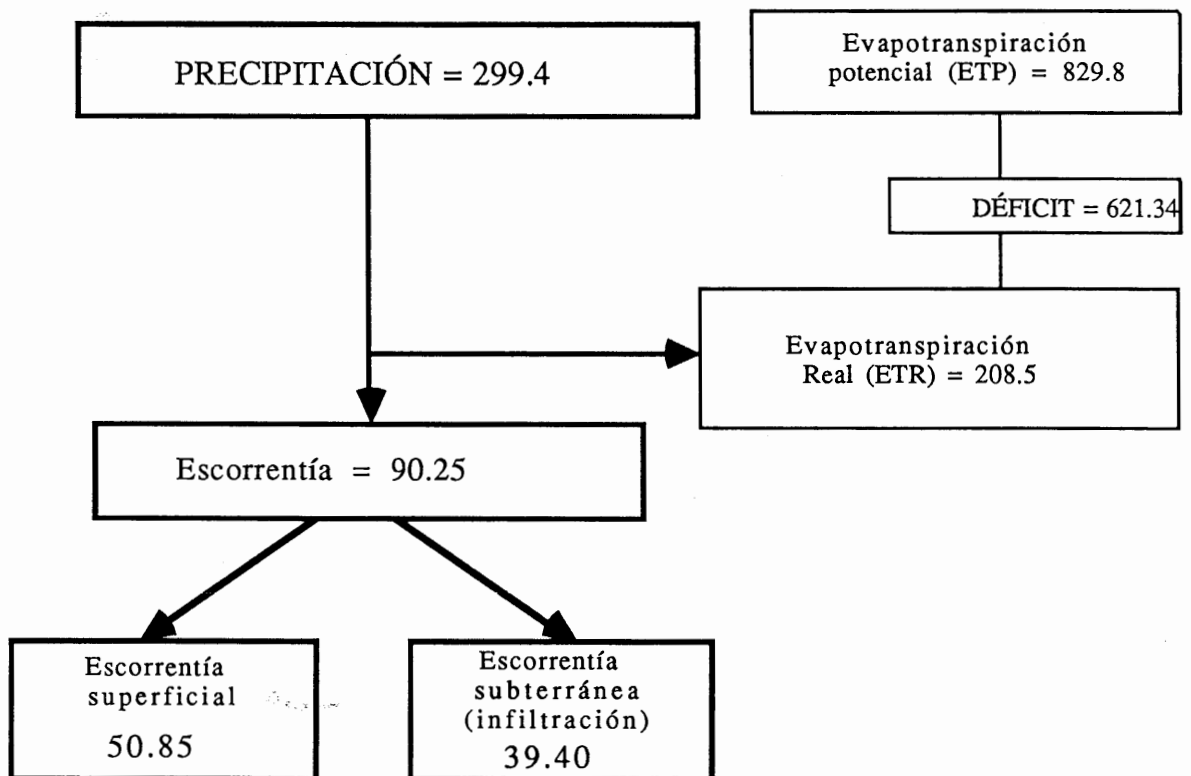 PRECIPITACIÓN = 299.4
Evapotranspiración
potencial (ETP) = 829.8
DÉFICIT = 621.34
Evapotranspiración
Real (ETR) = 208.5
Escorrentía = 90.25
Escorrentía
superficial
50.85
Escorrentía
subterránea
(infiltración)
39.40